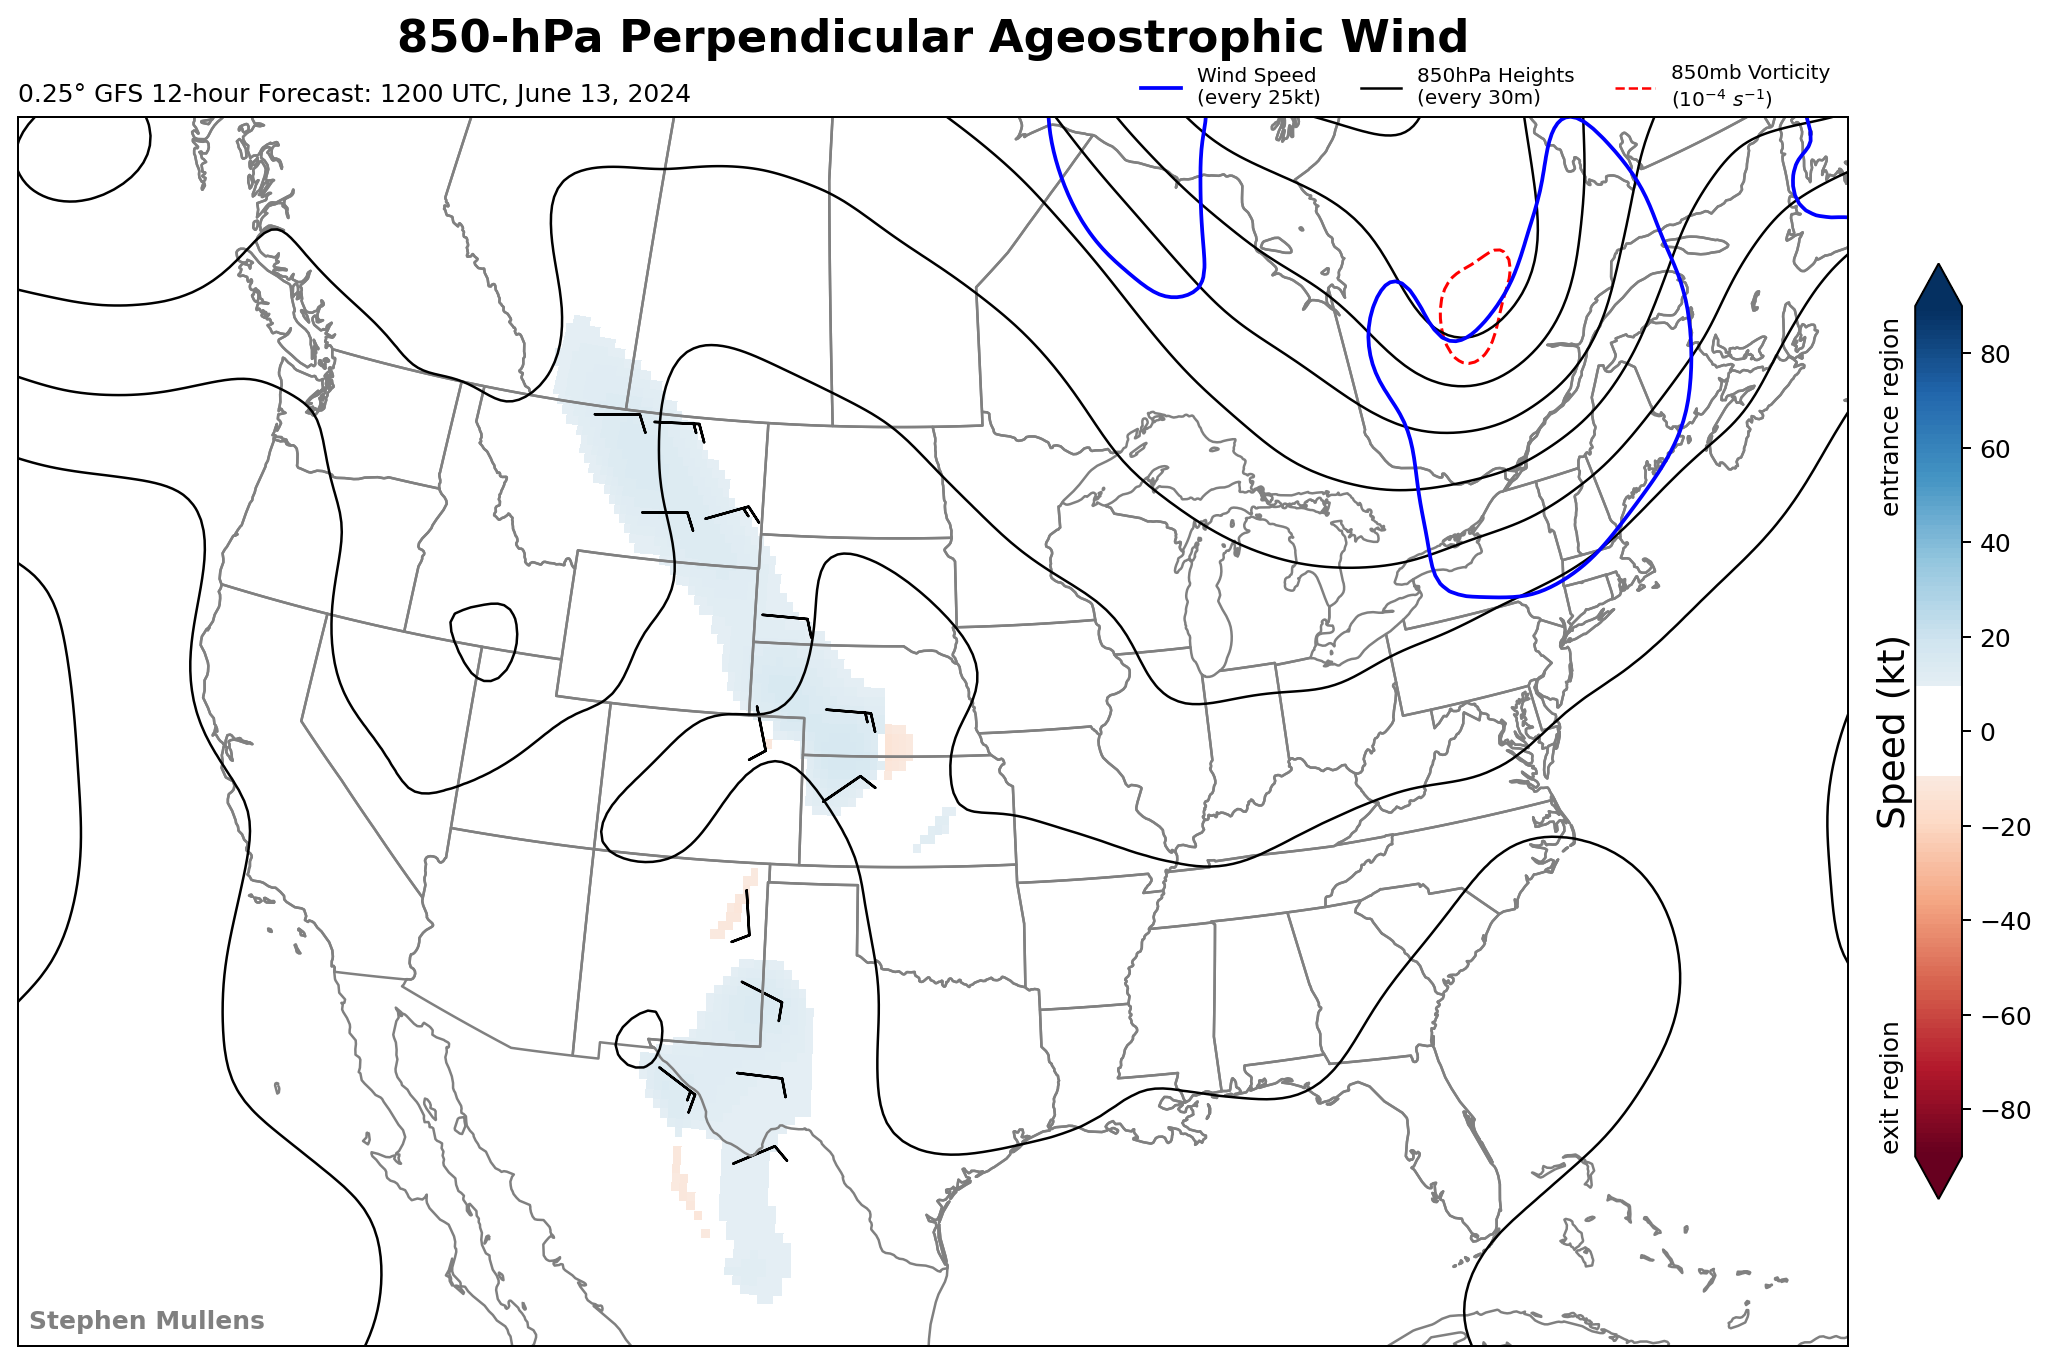 850-hPa Perpendicular Ageostrophic Wind
0.25° GFS 12-hour Forecast: 1200 UTC, June 13, 2024
Wind Speed
(every 25kt)
850hPa Heights
(every 30m)
850mb Vorticity
(10⁻⁴ s⁻¹)
entrance region
Speed (kt)
exit region
80
60
40
20
0
−20
−40
−60
−80
Stephen Mullens